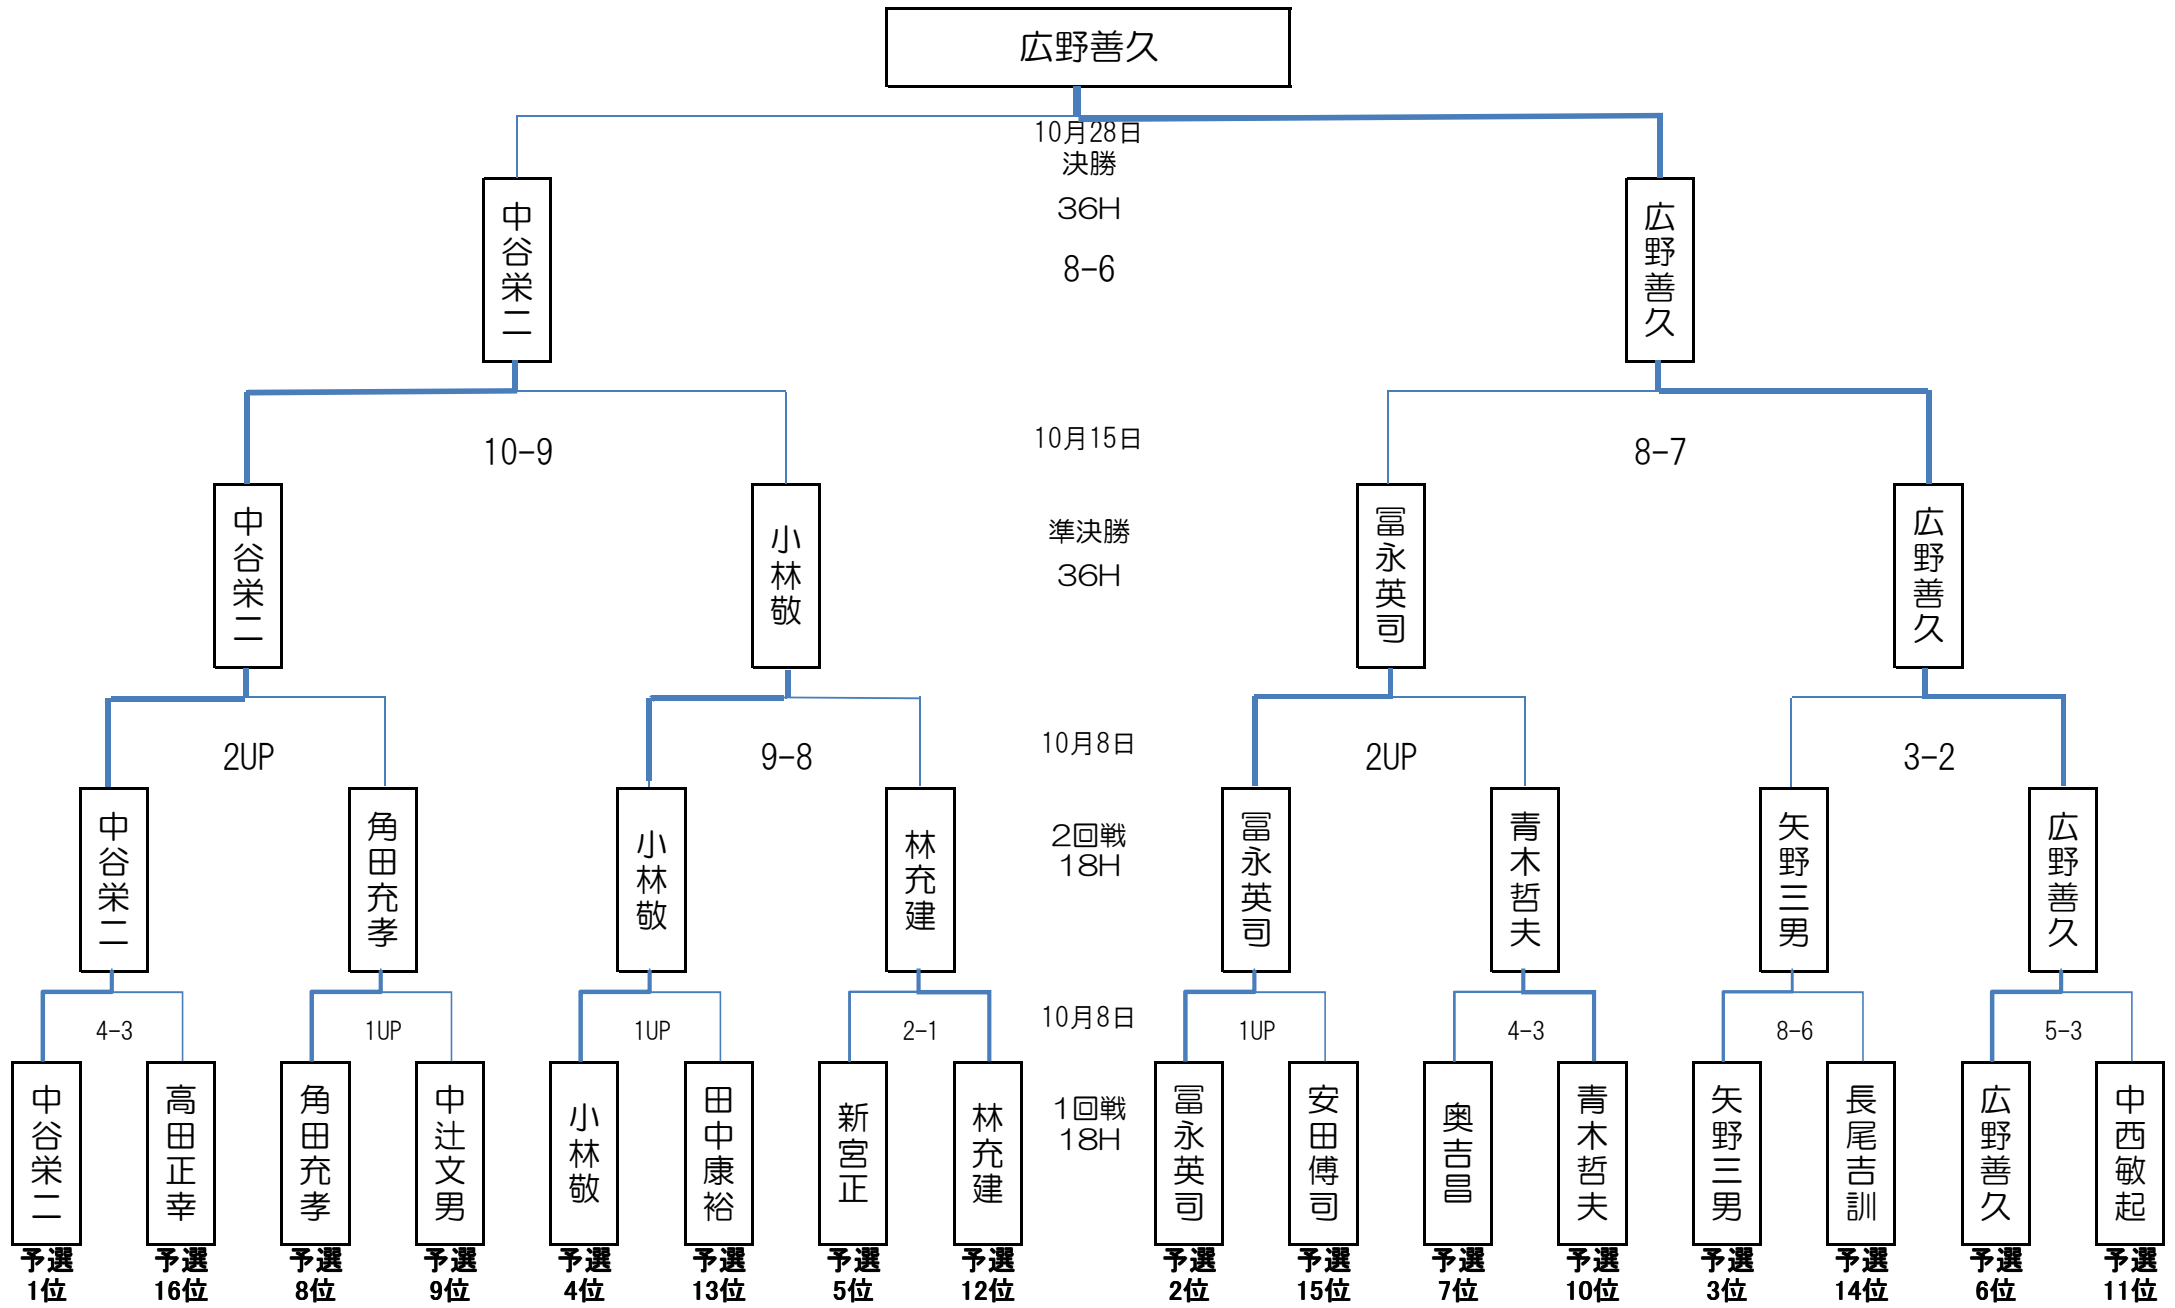 広野善久
10月28日
決勝
36H
8-6
中谷栄二
広野善久
10-9
10月15日
8-7
準決勝
36H
中谷栄二
小林敬
冨永英司
広野善久
2UP
9-8
10月8日
2UP
3-2
2回戦
18H
中谷栄二
角田充孝
小林敬
林充建
冨永英司
青木哲夫
矢野三男
広野善久
4-3
1UP
1UP
2-1
10月8日
1UP
4-3
8-6
5-3
1回戦
18H
中谷栄二
高田正幸
角田充孝
中辻文男
小林敬
田中康裕
新宮正
林充建
冨永英司
安田傅司
奥吉昌
青木哲夫
矢野三男
長尾吉訓
広野善久
中西敏起
予選
1位
予選
16位
予選
8位
予選
9位
予選
4位
予選
13位
予選
5位
予選
12位
予選
2位
予選
15位
予選
7位
予選
10位
予選
3位
予選
14位
予選
6位
予選
11位